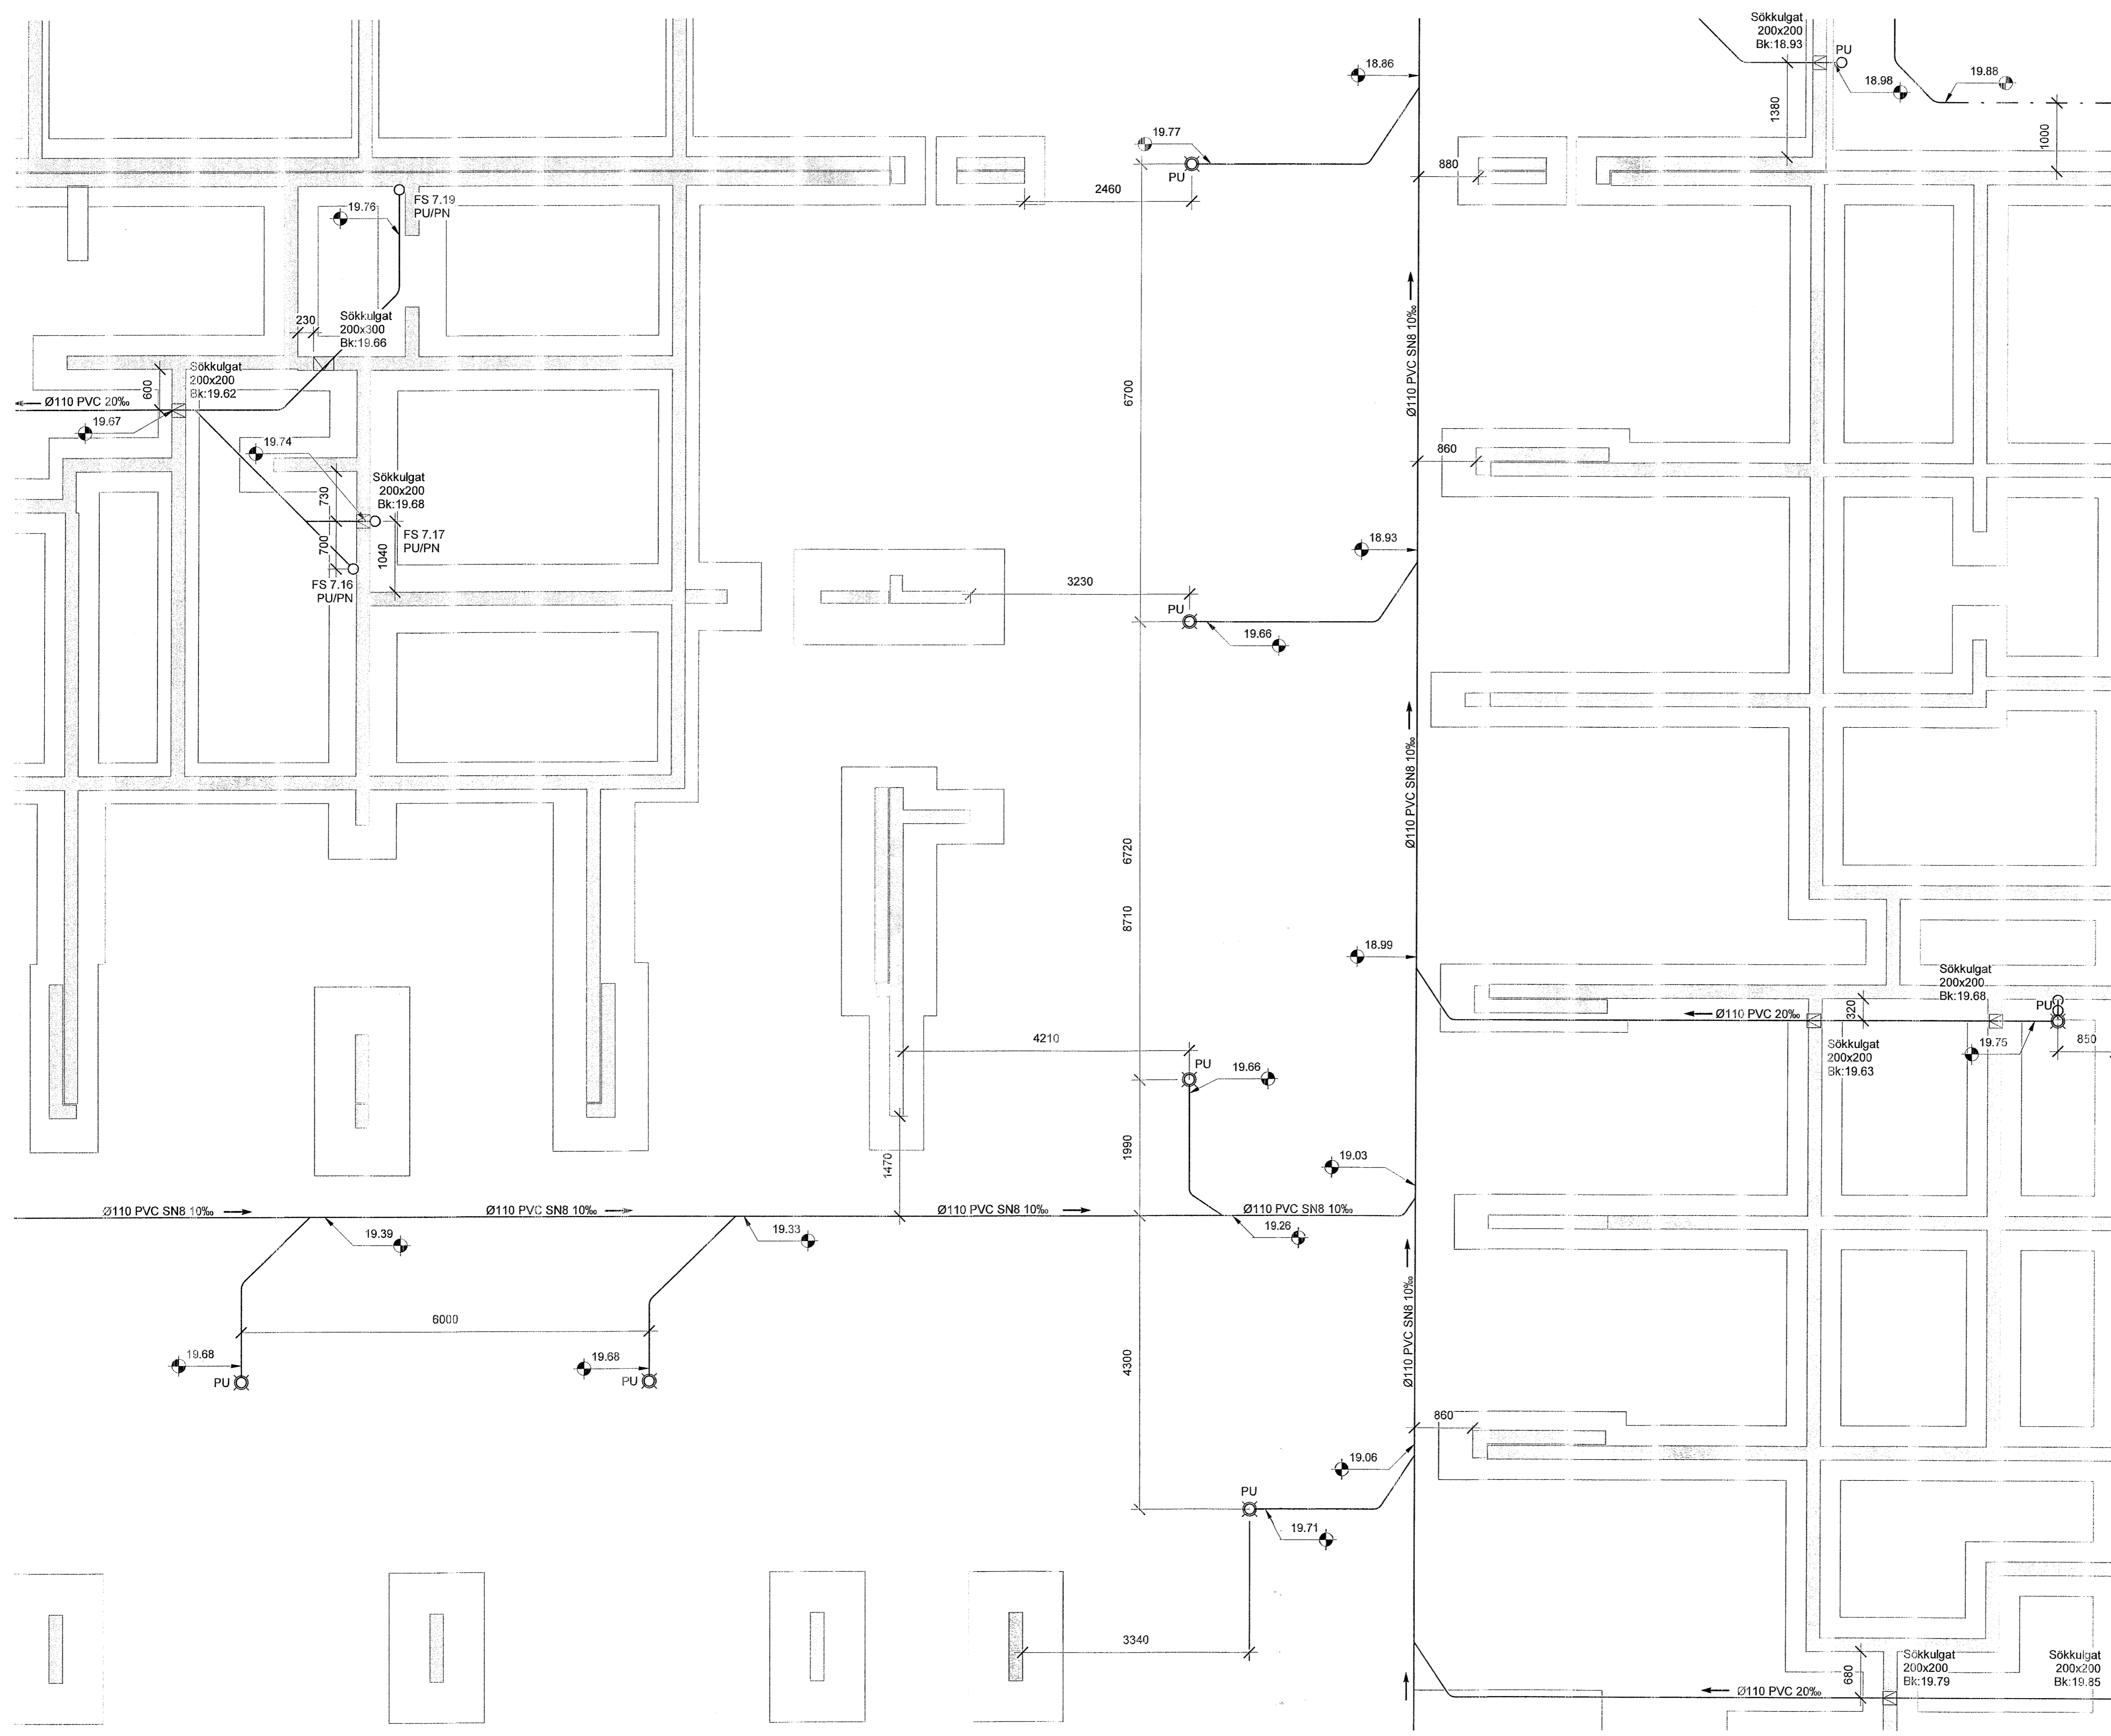 Sökkulgat
200x200
Bk:18.93
PU
18.98
19.88
1380
1000
18.86
19.77
PU
2460
880
FS 7.19
PU/PN
19.76
230
Sökkulgat
200x300
Bk:19.66
Sökkulgat
200x200
Bk:19.62
600
Ø110 PVC 20‰
19.67
19.74
Sökkulgat
200x200
Bk:19.68
730
700
1040
FS 7.17
PU/PN
FS 7.16
PU/PN
6700
Ø110 PVC SN8 10‰
860
18.93
3230
PU
19.66
Ø110 PVC SN8 10‰
6720
8710
18.99
Sökkulgat
200x200
Bk:19.68
PU
Ø110 PVC 20‰
320
19.75
850
Sökkulgat
200x200
Bk:19.63
4210
PU
19.66
1990
1470
19.03
Ø110 PVC SN8 10‰
Ø110 PVC SN8 10‰
Ø110 PVC SN8 10‰
Ø110 PVC SN8 10‰
19.39
19.33
19.26
6000
19.68
PU
19.68
PU
4300
Ø110 PVC SN8 10‰
860
19.06
PU
19.71
3340
680
Sökkulgat
200x200
Bk:19.79
Sökkulgat
200x200
Bk:19.85
Ø110 PVC 20‰